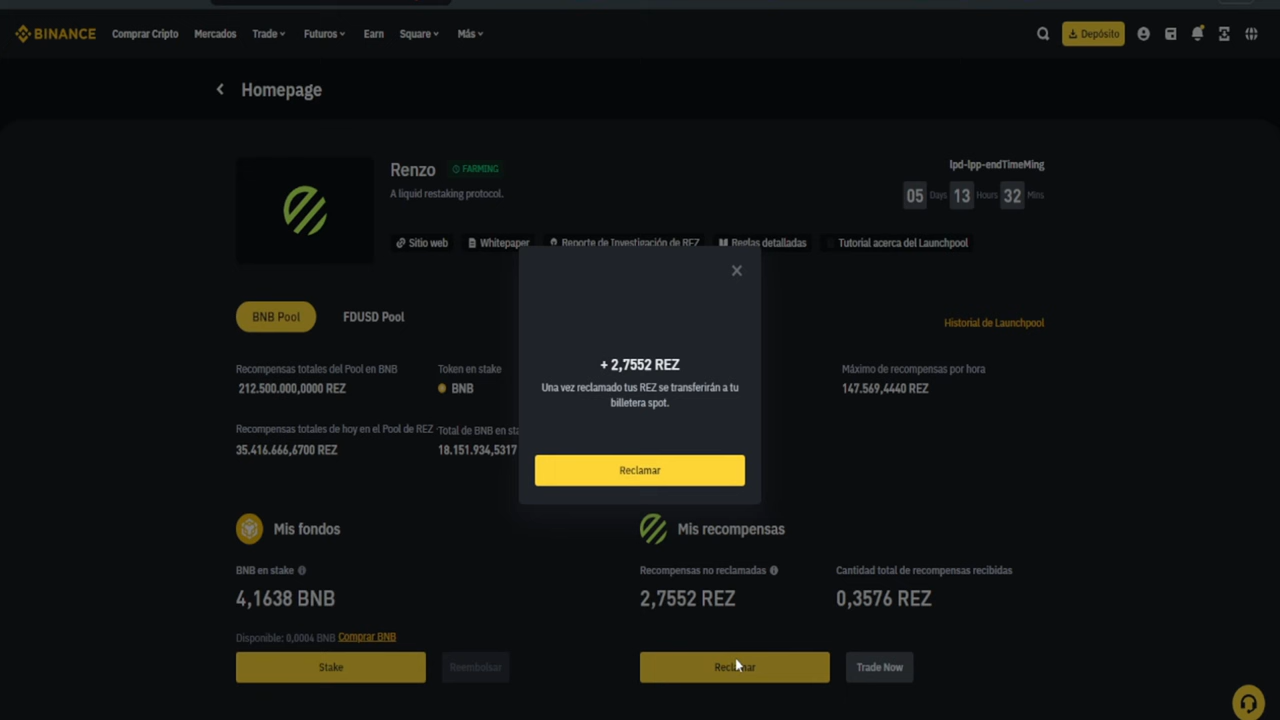 BINANCE Comprar Cripto Mercados Trade Futuros Earn Square Más Depósito
Homepage
Renzo FARMING
A liquid restaking protocol.
lpd-lpp-endTimeMing
05 Days 13 Hours 32 Mins
Sitio web Whitepaper Reporte de Investigación de REZ Reglas detalladas Tutorial acerca del Launchpool
BNB Pool FDUSD Pool
Historial de Launchpool
+ 2,7552 REZ
Una vez reclamado tus REZ se transferirán a tu
billetera spot.
Reclamar
Recompensas totales del Pool en BNB Token en stake Máximo de recompensas por hora
212.500.000,0000 REZ BNB 147.569,4440 REZ
Recompensas totales de hoy en el Pool de REZ Total de BNB en sta
35.416.666,6700 REZ 18.151.934,5317
Mis fondos Mis recompensas
BNB en stake Recompensas no reclamadas Cantidad total de recompensas recibidas
4,1638 BNB 2,7552 REZ 0,3576 REZ
Disponible: 0,0004 BNB Comprar BNB
Stake Reembolsar Reclamar Trade Now